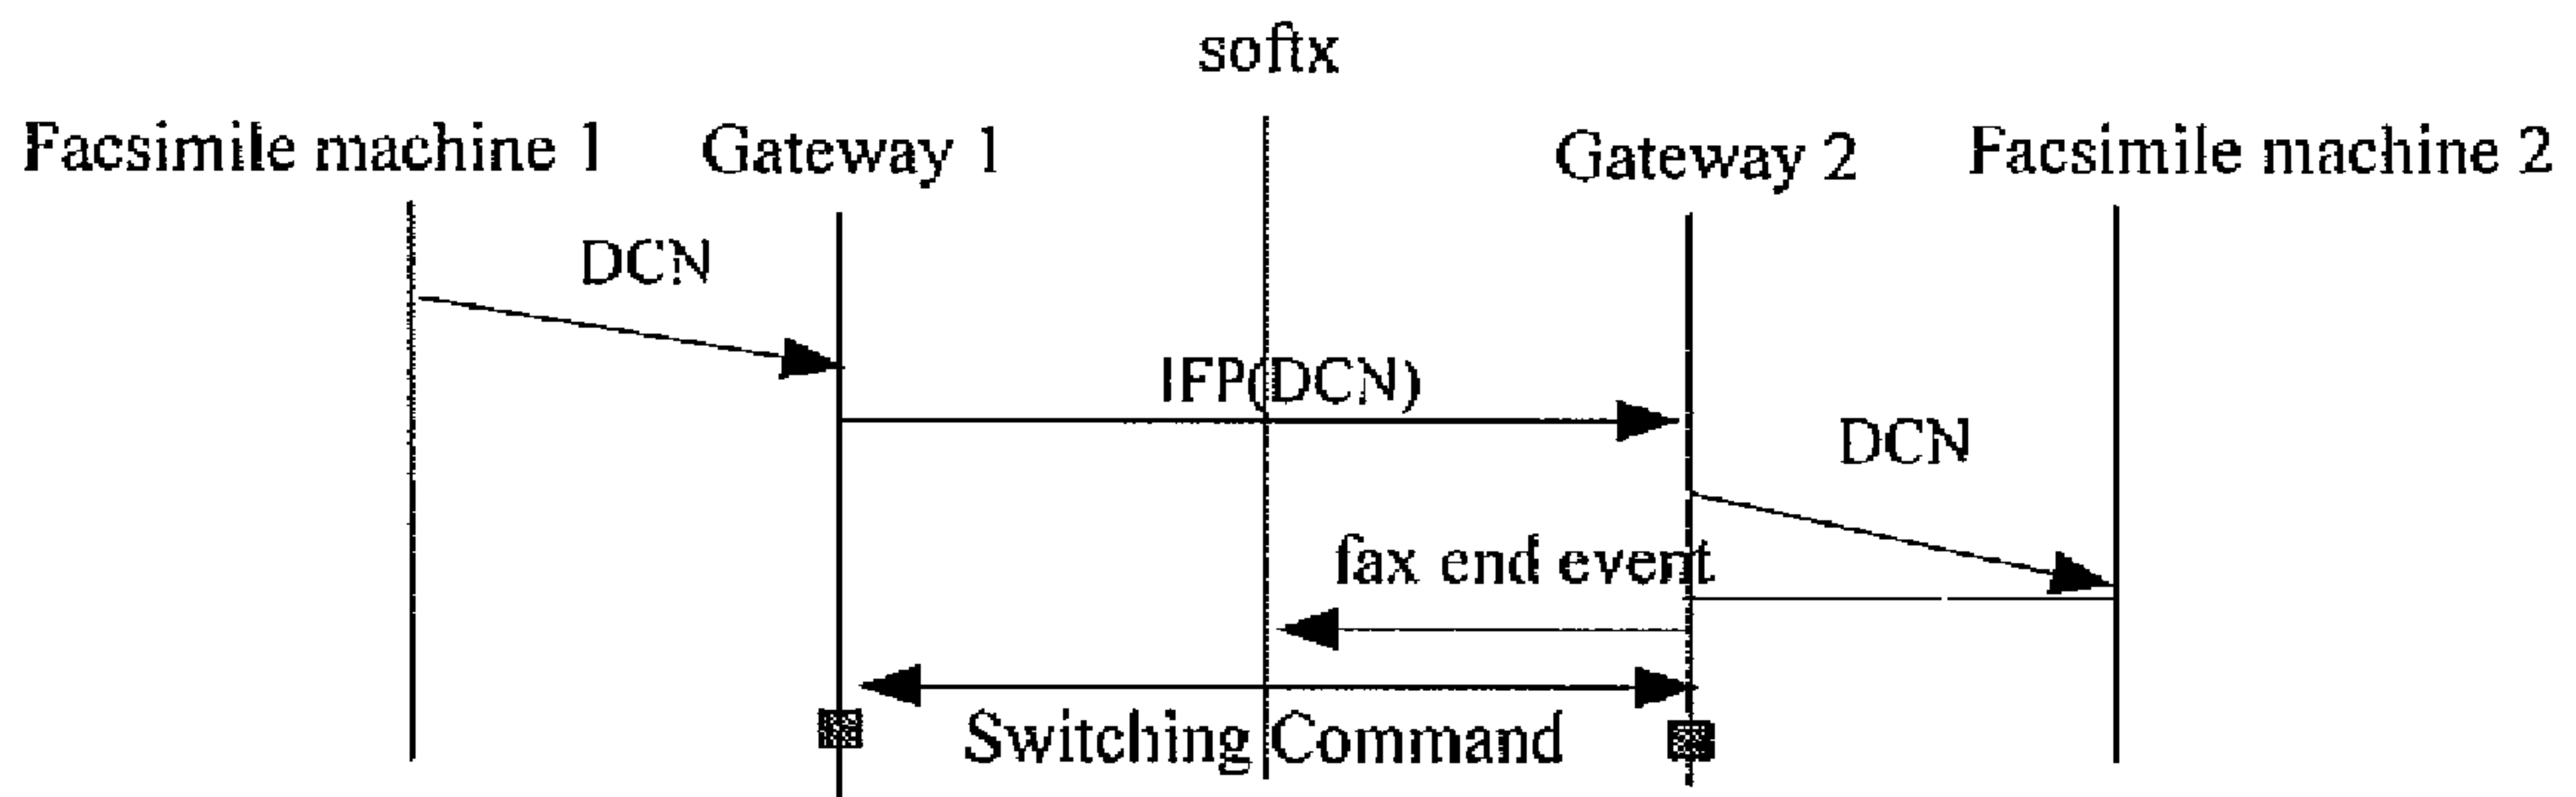 softx
Facsimile machine 1 Gateway 1 Gateway 2 Facsimile machine 2
DCN
IFP(DCN)
DCN
fax end event
Switching Command